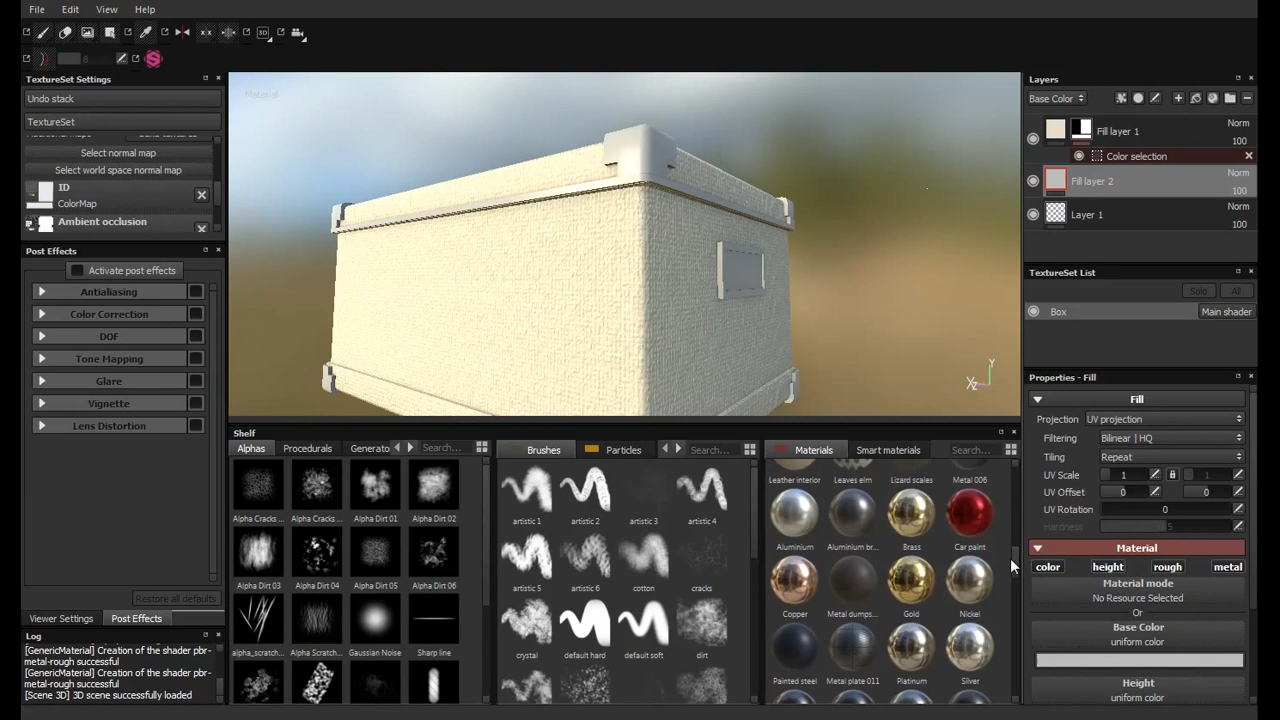 File Edit View Help
3D
8
TextureSet Settings
Undo stack
TextureSet
Select normal map
Select world space normal map
ID
ColorMap
Ambient occlusion
Post Effects
Activate post effects
Antialiasing
Color Correction
DOF
Tone Mapping
Glare
Vignette
Lens Distortion
Restore all defaults
Viewer Settings Post Effects
Log
[GenericMaterial] Creation of the shader pbr-
metal-rough successful
[GenericMaterial] Creation of the shader pbr-
metal-rough successful
[Scene 3D] 3D scene successfully loaded
Material
Y
X
Z
Shelf
Alphas Procedurals Generato Search...
Alpha Cracks ... Alpha Cracks ... Alpha Dirt 01 Alpha Dirt 02
Alpha Dirt 03 Alpha Dirt 04 Alpha Dirt 05 Alpha Dirt 06
alpha_scratch... Alpha Scratch... Gaussian Noise Sharp line
Brushes Particles Search...
artistic 1 artistic 2 artistic 3 artistic 4
artistic 5 artistic 6 cotton cracks
crystal default hard default soft dirt
Materials Smart materials Search...
Leather interior Leaves elm Lizard scales Metal 006
Aluminium Aluminium br... Brass Car paint
Copper Metal dumps... Gold Nickel
Painted steel Metal plate 011 Platinum Silver
Layers
Base Color
Fill layer 1 Norm
100
Color selection
Fill layer 2 Norm
100
Layer 1 Norm
100
TextureSet List
Solo All
Box Main shader
Properties - Fill
Fill
Projection UV projection
Filtering Bilinear | HQ
Tiling Repeat
UV Scale 1 1
UV Offset 0 0
UV Rotation 0
Hardness
Material
color height rough metal
Material mode
No Resource Selected
Or
Base Color
uniform color
Height
uniform color